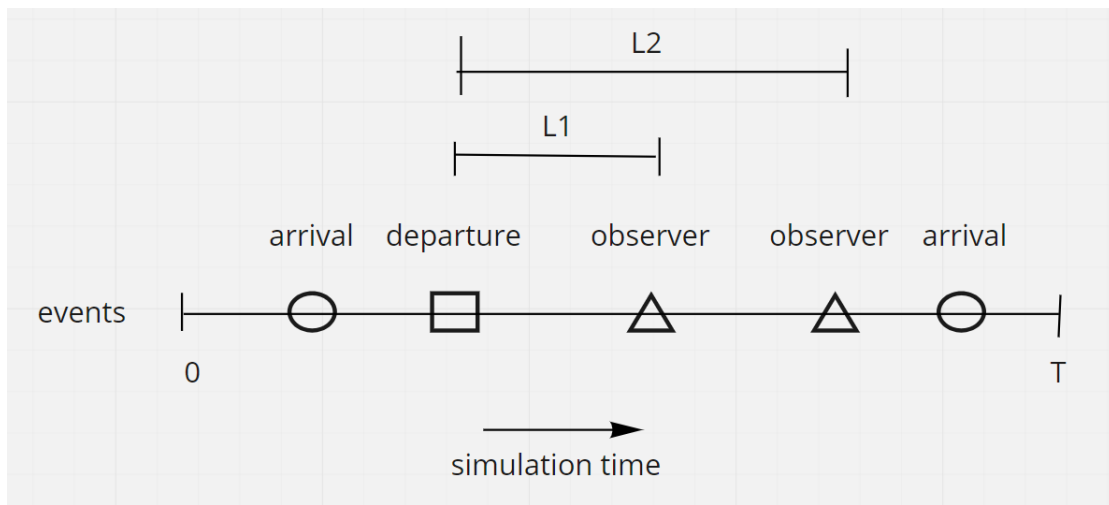 L2
L1
arrival departure observer observer arrival
events
0 T
simulation time